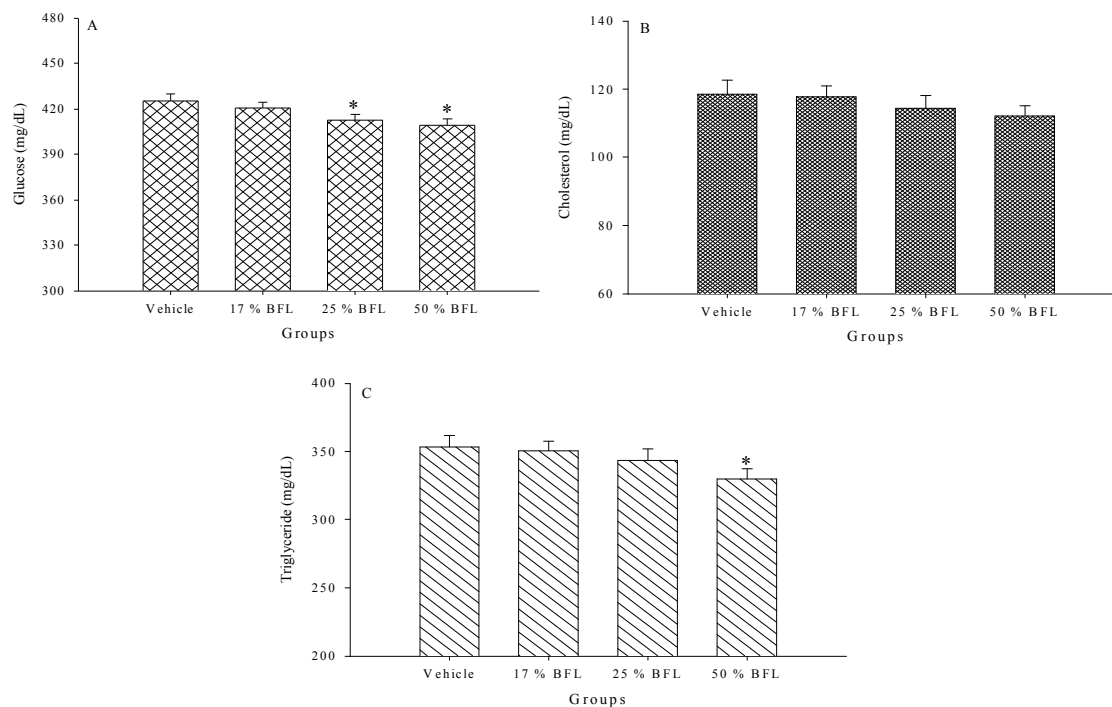 A
480
450
420
390
360
330
300
Glucose (mg/dL)
*
*
Vehicle 17 % BFL 25 % BFL 50 % BFL
Groups
B
140
120
100
80
60
Cholesterol (mg/dL)
Vehicle 17 % BFL 25 % BFL 50 % BFL
Groups
C
400
350
300
250
200
Triglyceride (mg/dL)
*
Vehicle 17 % BFL 25 % BFL 50 % BFL
Groups